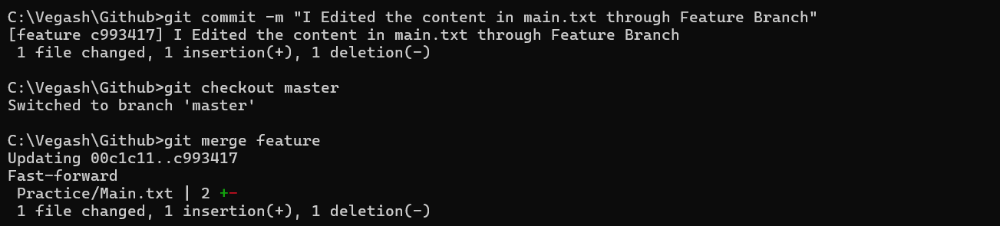 C:\Vegash\Github>git commit -m "I Edited the content in main.txt through Feature Branch"
[feature c993417] I Edited the content in main.txt through Feature Branch
 1 file changed, 1 insertion(+), 1 deletion(-)
C:\Vegash\Github>git checkout master
Switched to branch 'master'
C:\Vegash\Github>git merge feature
Updating 00c1c11..c993417
Fast-forward
 Practice/Main.txt | 2 +-
 1 file changed, 1 insertion(+), 1 deletion(-)